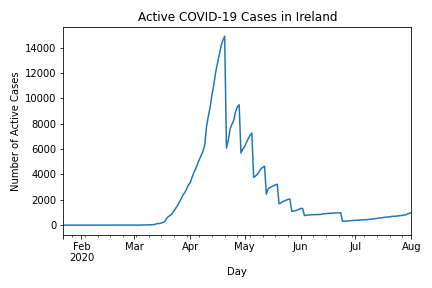 Active COVID-19 Cases in Ireland
Number of Active Cases
14000
12000
10000
8000
6000
4000
2000
0
Feb Mar Apr May Jun Jul Aug
2020
Day